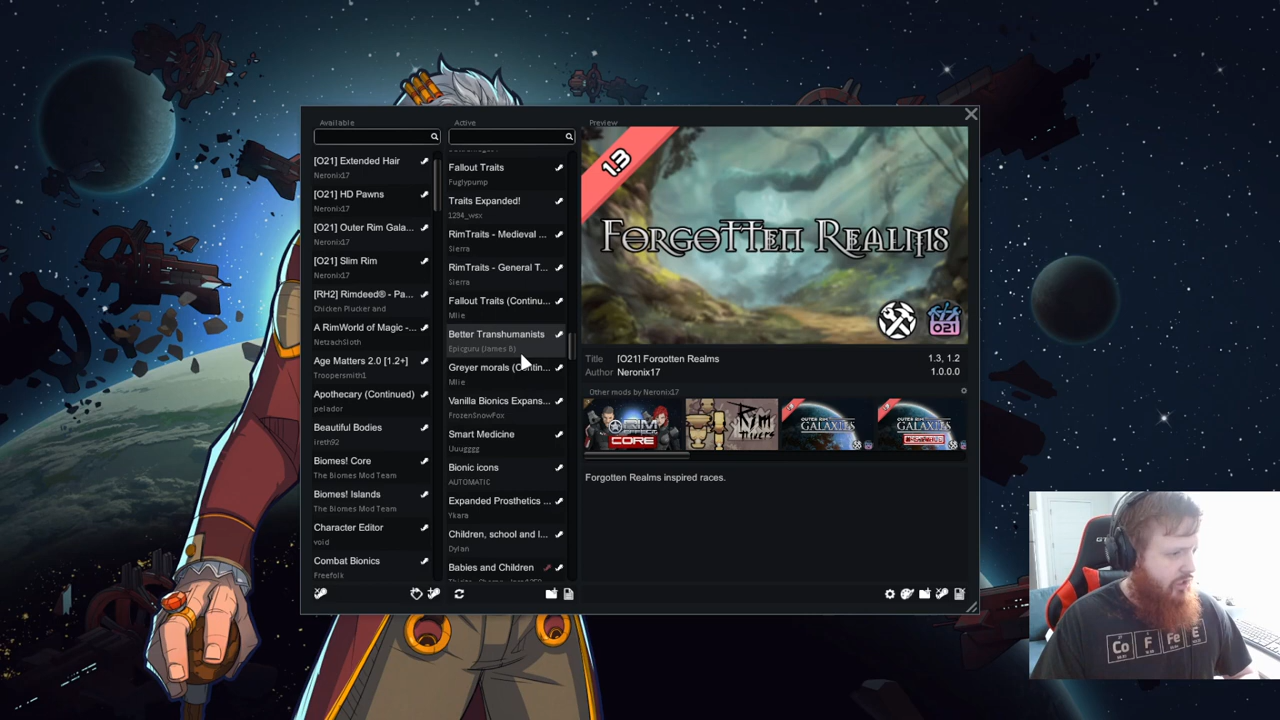 Available
[O21] Extended Hair
Neronix17
[O21] HD Pawns
Neronix17
[O21] Outer Rim Gala...
Neronix17
[O21] Slim Rim
Neronix17
[RH2] Rimdeed® - Pa...
Chicken Plucker and
A RimWorld of Magic -...
NetrachSloth
Age Matters 2.0 [1.2+]
Troopersmith1
Apothecary (Continued)
pelador
Beautiful Bodies
ireth92
Biomes! Core
The Biomes Mod Team
Biomes! Islands
The Biomes Mod Team
Character Editor
void
Combat Bionics
Freefolk
Active
Fallout Traits
Fuglypump
Traits Expanded!
1234_wsx
RimTraits - Medieval ...
Sierra
RimTraits - General T...
Sierra
Fallout Traits (Continu...
Mlie
Better Transhumanists
Epicguru (James B)
Greyer morals (Contin...
Mlie
Vanilla Bionics Expans...
FrozenSnowFox
Smart Medicine
Uuugggg
Bionic icons
AUTOMATIC
Expanded Prosthetics ...
Ykara
Children, school and l...
Dylan
Babies and Children
Preview
1.3
FORGOTTEN REALMS
O21
Title [O21] Forgotten Realms 1.3, 1.2
Author Neronix17 1.0.0.0
Other mods by Neronix17
RIM EFFECT
CORE
OUTER RIM
GALAXIES
OUTER RIM
GALAXIES
Forgotten Realms inspired races.
GT
Co F Fe E